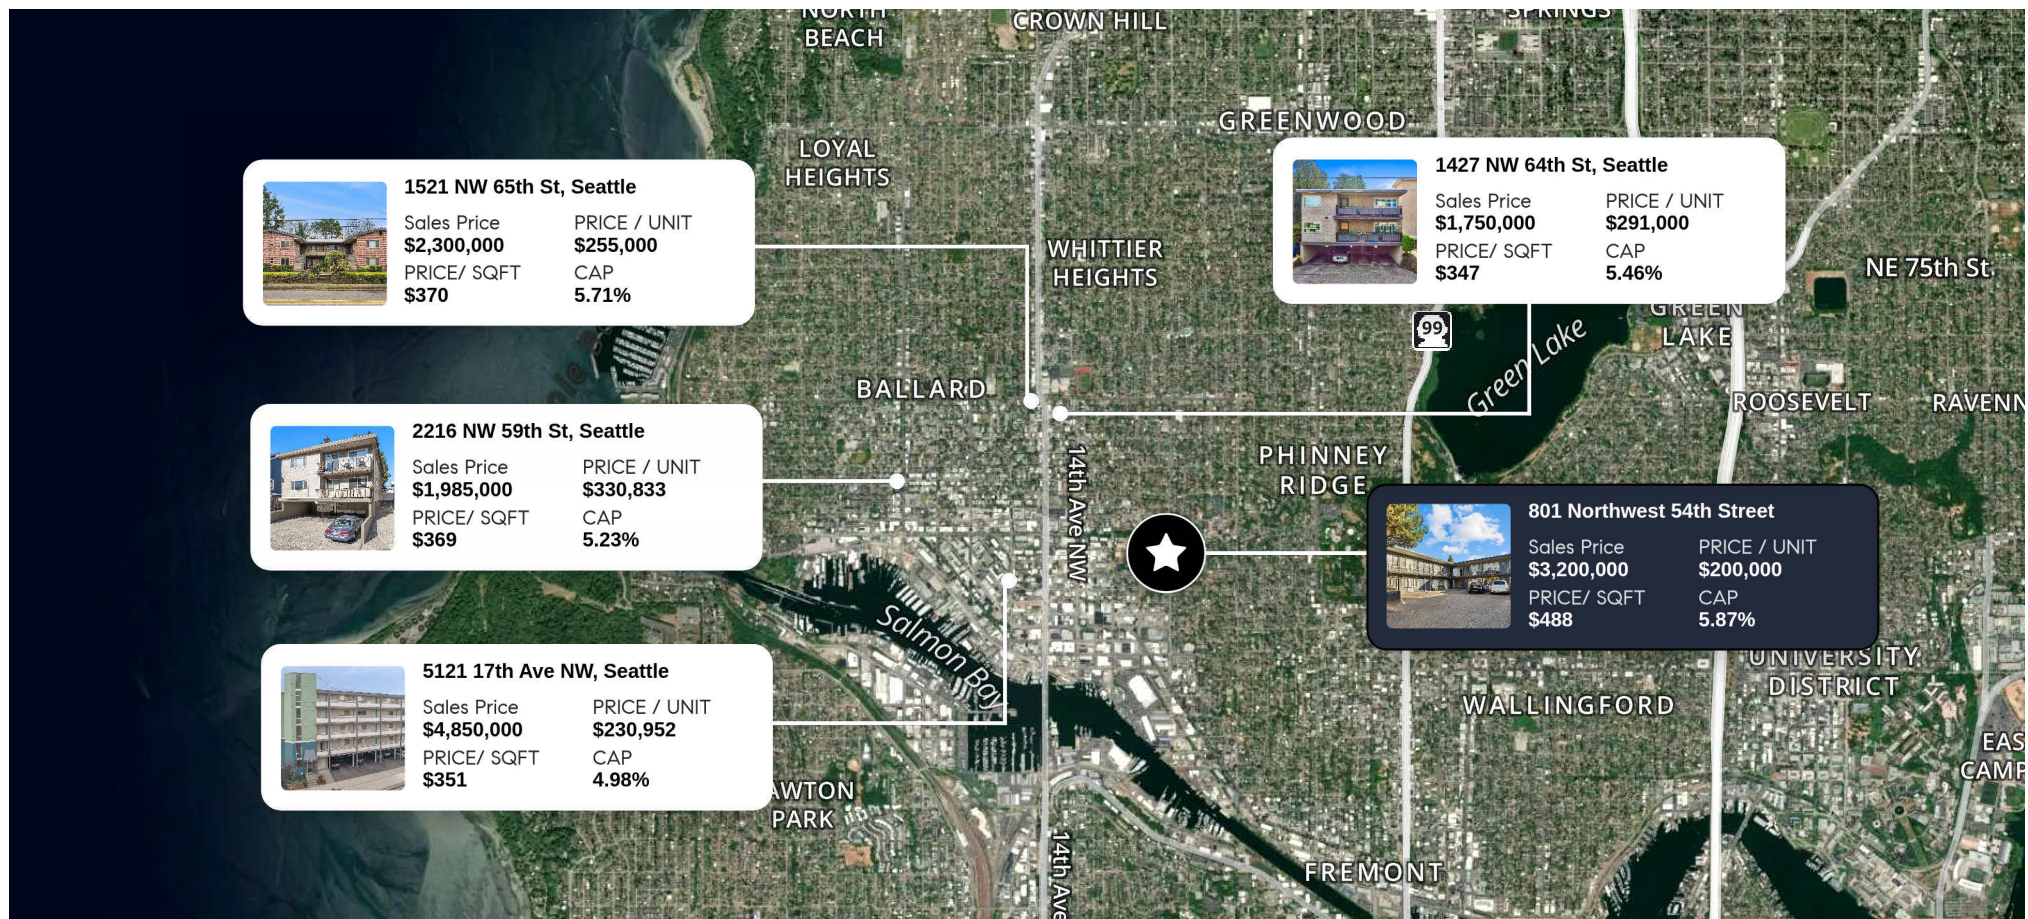 NORTH
BEACH
CROWN HILL
SPRINGS
GREENWOOD
LOYAL
HEIGHTS
1427 NW 64th St, Seattle
Sales Price
PRICE / UNIT
$1,750,000
$291,000
PRICE/ SQFT
CAP
$347
5.46%
1521 NW 65th St, Seattle
Sales Price
PRICE / UNIT
$2,300,000
$255,000
PRICE/ SQFT
CAP
$370
5.71%
WHITTIER
HEIGHTS
NE 75th St
GREEN
LAKE
99
Green Lake
BALLARD
ROOSEVELT
RAVENN
2216 NW 59th St, Seattle
Sales Price
PRICE / UNIT
$1,985,000
$330,833
PRICE/ SQFT
CAP
$369
5.23%
14th Ave NW
PHINNEY
RIDGE
801 Northwest 54th Street
Sales Price
PRICE / UNIT
$3,200,000
$200,000
PRICE/ SQFT
CAP
$488
5.87%
Salmon Bay
5121 17th Ave NW, Seattle
Sales Price
PRICE / UNIT
$4,850,000
$230,952
PRICE/ SQFT
CAP
$351
4.98%
UNIVERSITY
DISTRICT
WALLINGFORD
EAS
CAMP
AWTON
PARK
14th Ave
FREMONT